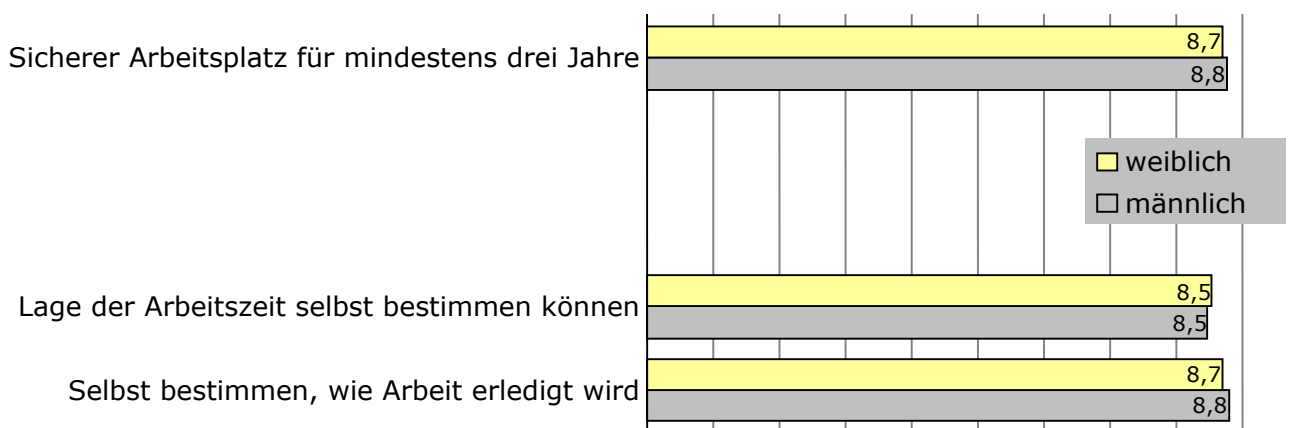 Sicherer Arbeitsplatz für mindestens drei Jahre
8,7
8,8
weiblich
männlich
Lage der Arbeitszeit selbst bestimmen können
8,5
8,5
Selbst bestimmen, wie Arbeit erledigt wird
8,7
8,8